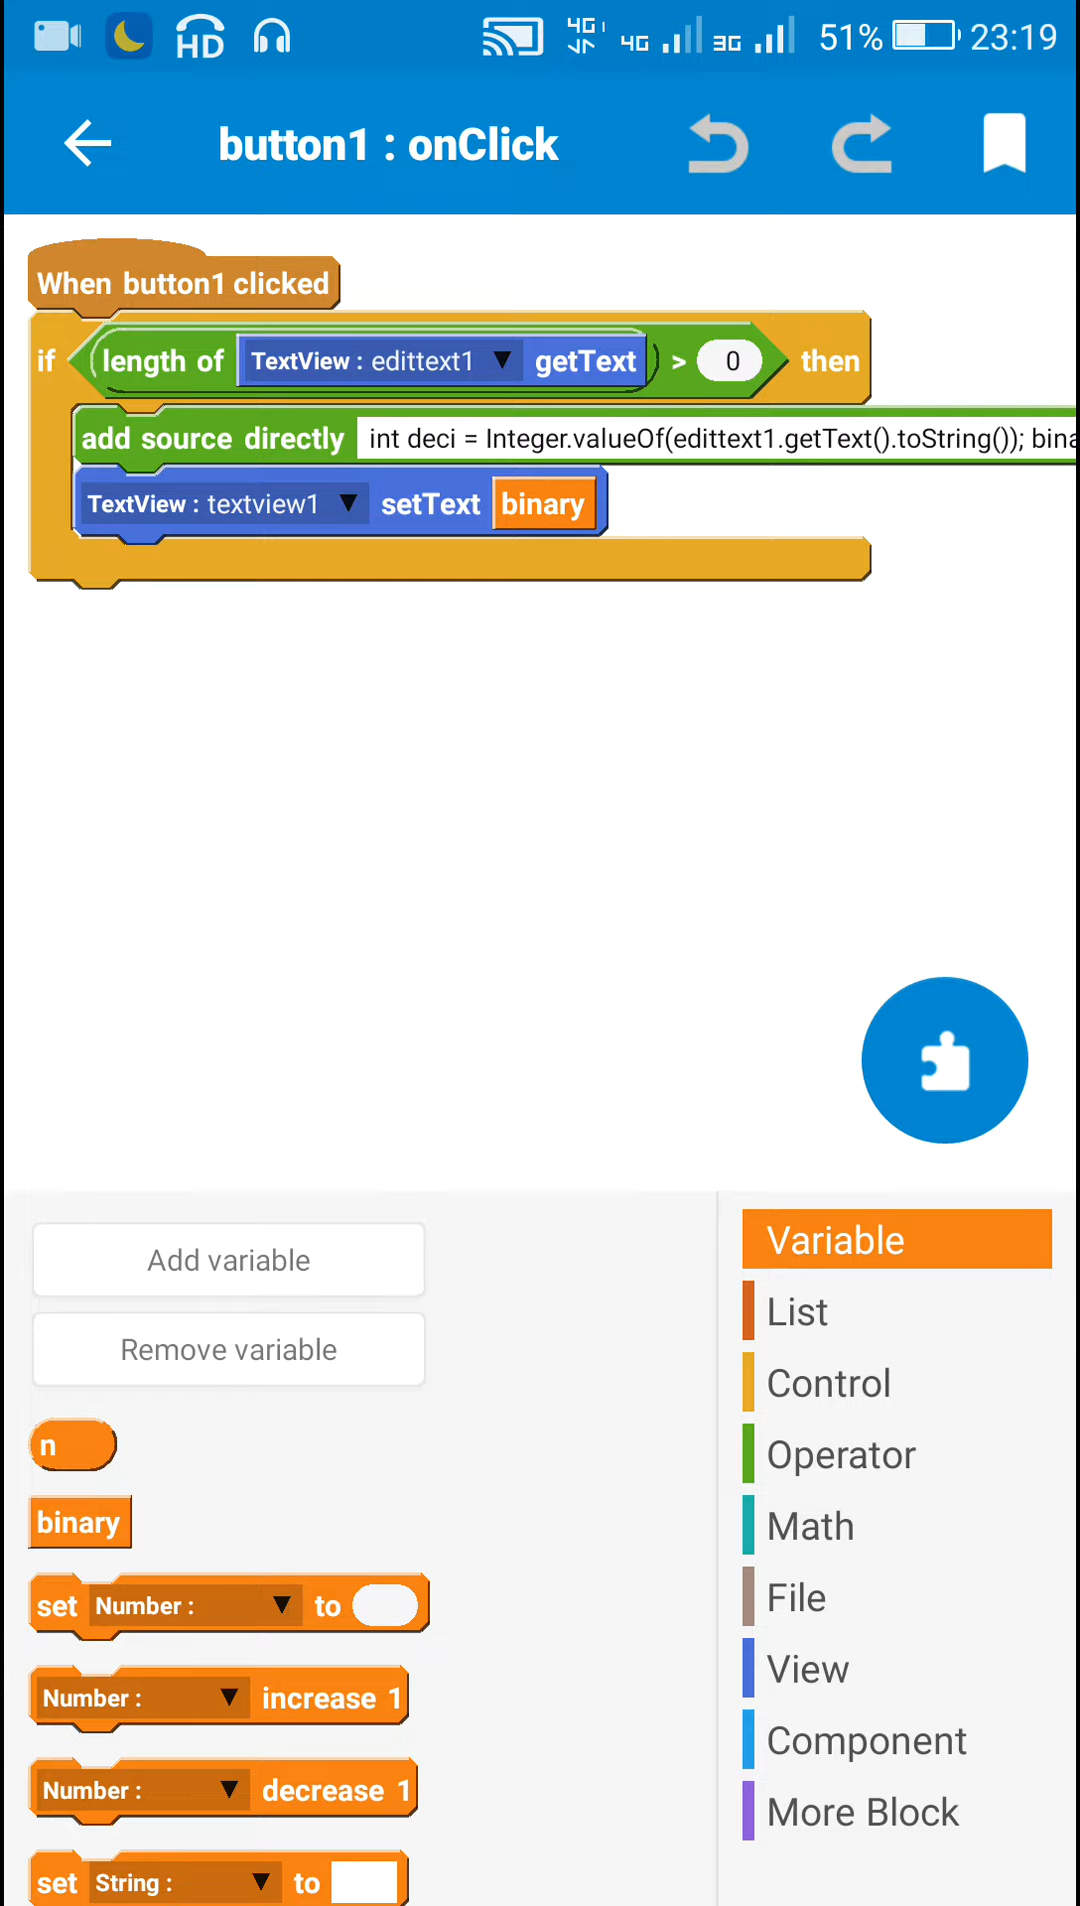 HD 4G 4G 3G 51% 23:19
button1 : onClick
When button1 clicked
if length of TextView : edittext1 getText > 0 then
add source directly int deci = Integer.valueOf(edittext1.getText().toString()); bina
TextView : textview1 setText binary
Add variable
Remove variable
n
binary
set Number : to
Number : increase 1
Number : decrease 1
set String : to
Variable
List
Control
Operator
Math
File
View
Component
More Block